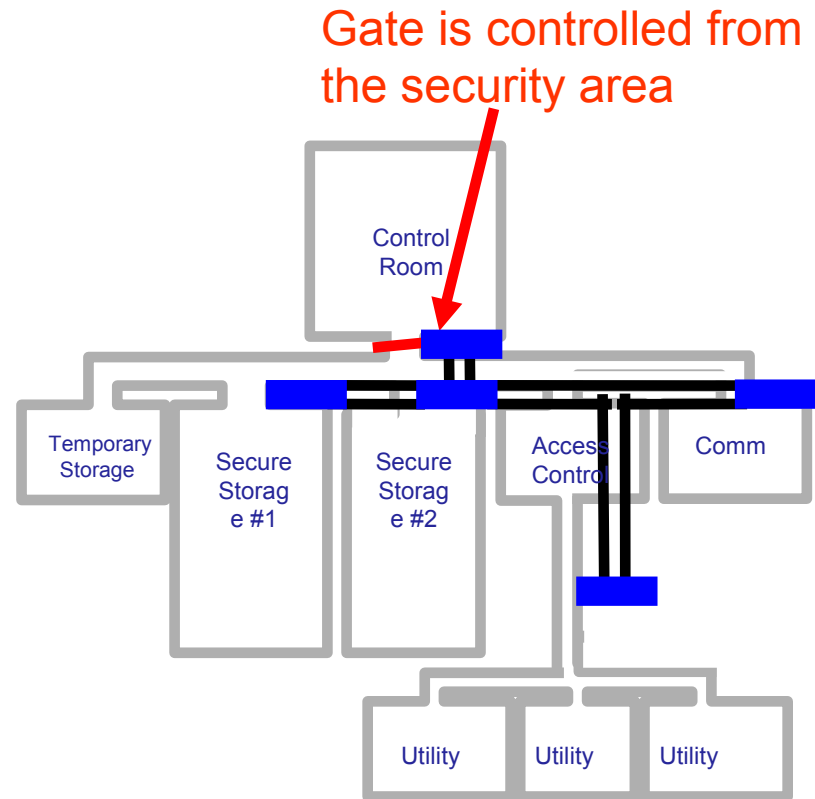 Gate is controlled from
the security area
Control
Room
Temporary
Storage
Secure
Storag
e #1
Secure
Storag
e #2
Access
Control
Comm
Utility
Utility
Utility